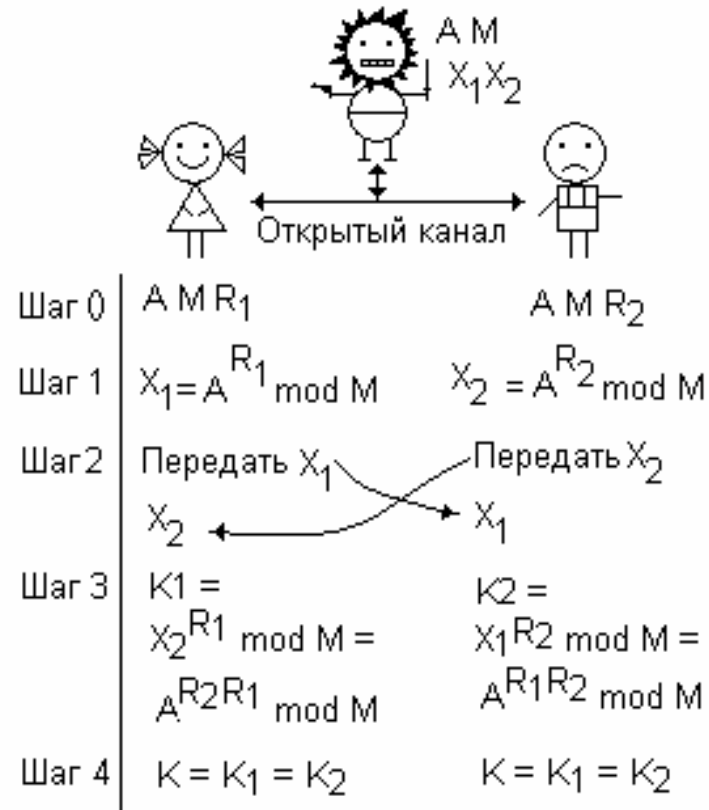 A M
X₁X₂
Открытый канал
Шаг 0 A M R₁ A M R₂
Шаг 1 X₁= A^R₁ mod M X₂ = A^R₂ mod M
Шаг2 Передать X₁ Передать X₂
X₂ X₁
Шаг 3 K1 = K2 =
X₂^R1 mod M = X₁^R2 mod M =
A^R2R1 mod M A^R1R2 mod M
Шаг 4 K = K₁ = K₂ K = K₁ = K₂